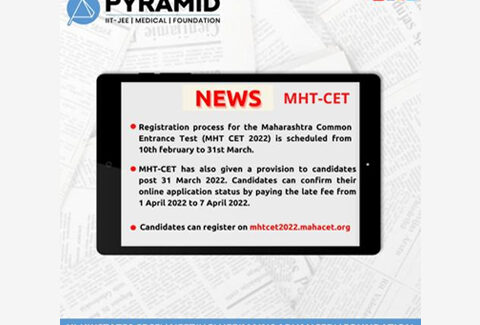 PYRAMID
IIT-JEE | MEDICAL | FOUNDATION
NEWS MHT-CET
Registration process for the Maharashtra Common
Entrance Test (MHT CET 2022) is scheduled from
10th february to 31st March.
MHT-CET has also given a provision to candidates
post 31 March 2022. Candidates can confirm their
online application status by paying the late fee from
1 April 2022 to 7 April 2022.
Candidates can register on mhtcet2022.mahacet.org